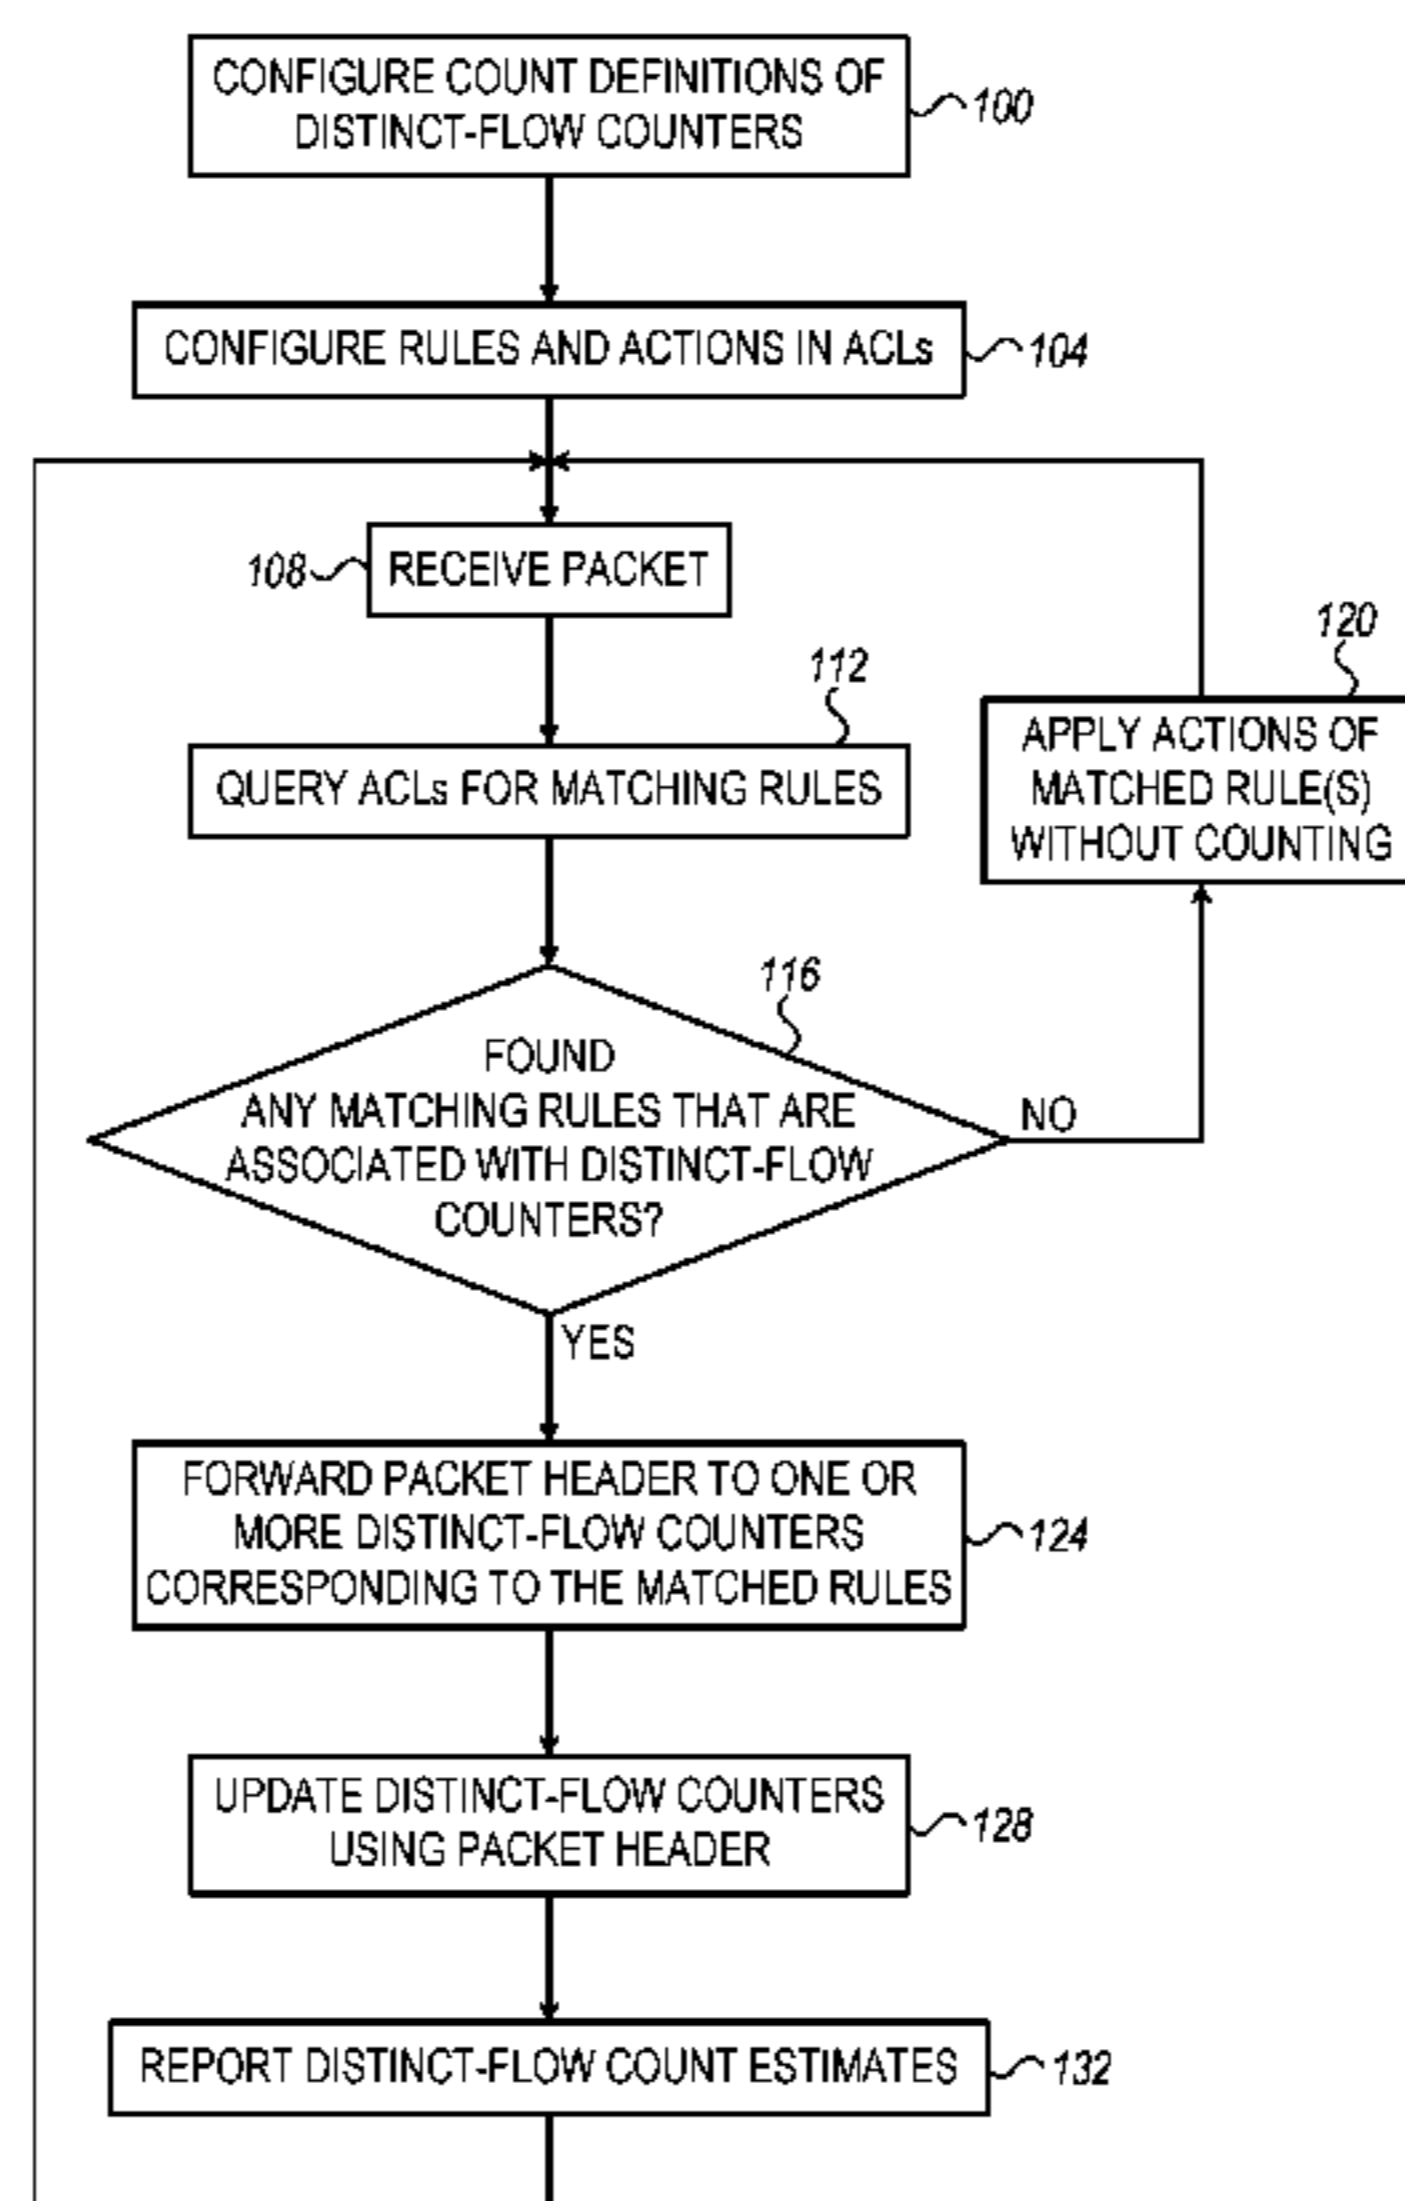 CONFIGURE COUNT DEFINITIONS OF
DISTINCT-FLOW COUNTERS
100
CONFIGURE RULES AND ACTIONS IN ACLs
104
108
RECEIVE PACKET
112
QUERY ACLs FOR MATCHING RULES
120
APPLY ACTIONS OF
MATCHED RULE(S)
WITHOUT COUNTING
116
FOUND
ANY MATCHING RULES THAT ARE
ASSOCIATED WITH DISTINCT-FLOW
COUNTERS?
NO
YES
FORWARD PACKET HEADER TO ONE OR
MORE DISTINCT-FLOW COUNTERS
CORRESPONDING TO THE MATCHED RULES
124
UPDATE DISTINCT-FLOW COUNTERS
USING PACKET HEADER
128
REPORT DISTINCT-FLOW COUNT ESTIMATES
132